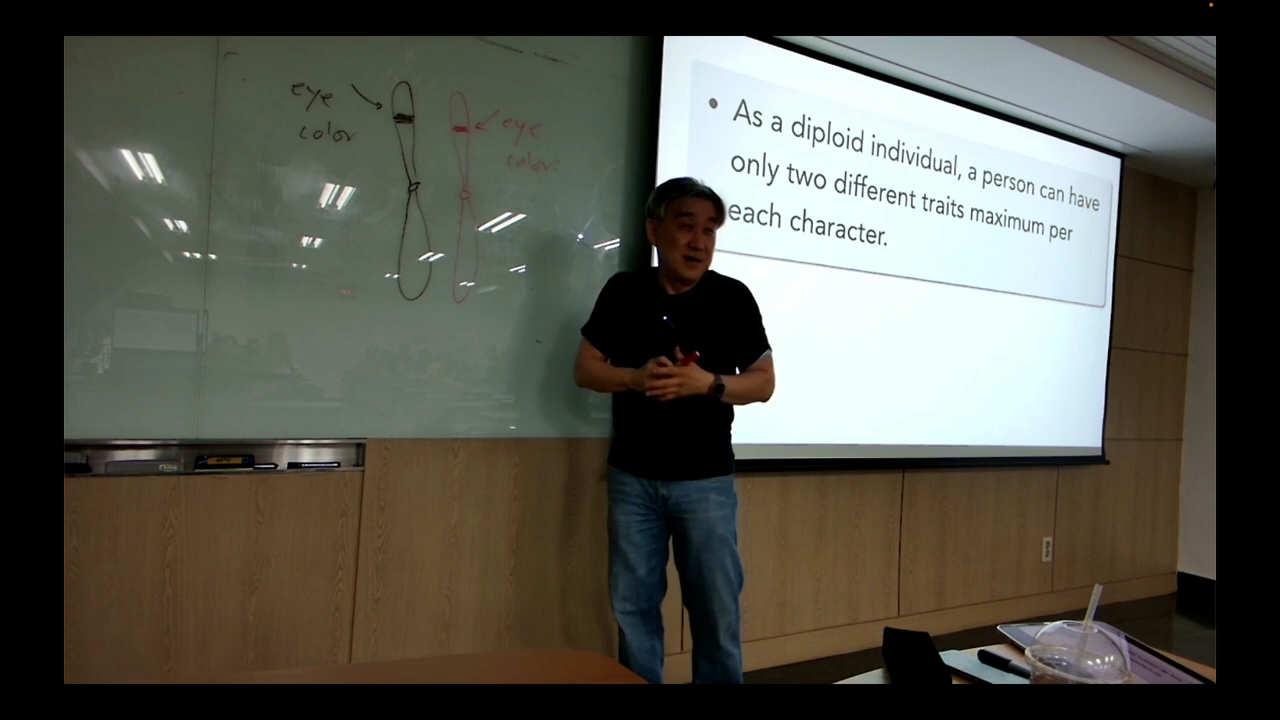 eye
color
eye
color
• As a diploid individual, a person can have
only two different traits maximum per
each character.